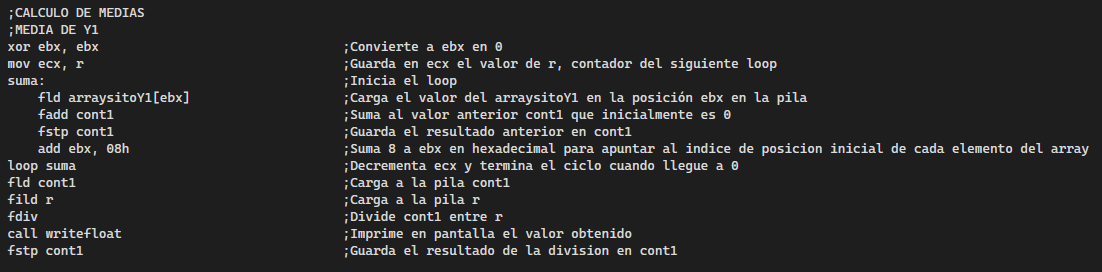 ;CALCULO DE MEDIAS
;MEDIA DE Y1
xor ebx, ebx ;Convierte a ebx en 0
mov ecx, r ;Guarda en ecx el valor de r, contador del siguiente loop
suma: ;Inicia el loop
fld arraysitoY1[ebx] ;Carga el valor del arraysitoY1 en la posición ebx en la pila
fadd cont1 ;Suma al valor anterior cont1 que inicialmente es 0
fstp cont1 ;Guarda el resultado anterior en cont1
add ebx, 08h ;Suma 8 a ebx en hexadecimal para apuntar al indice de posicion inicial de cada elemento del array
loop suma ;Decrementa ecx y termina el ciclo cuando llegue a 0
fld cont1 ;Carga a la pila cont1
fild r ;Carga a la pila r
fdiv ;Divide cont1 entre r
call writefloat ;Imprime en pantalla el valor obtenido
fstp cont1 ;Guarda el resultado de la division en cont1